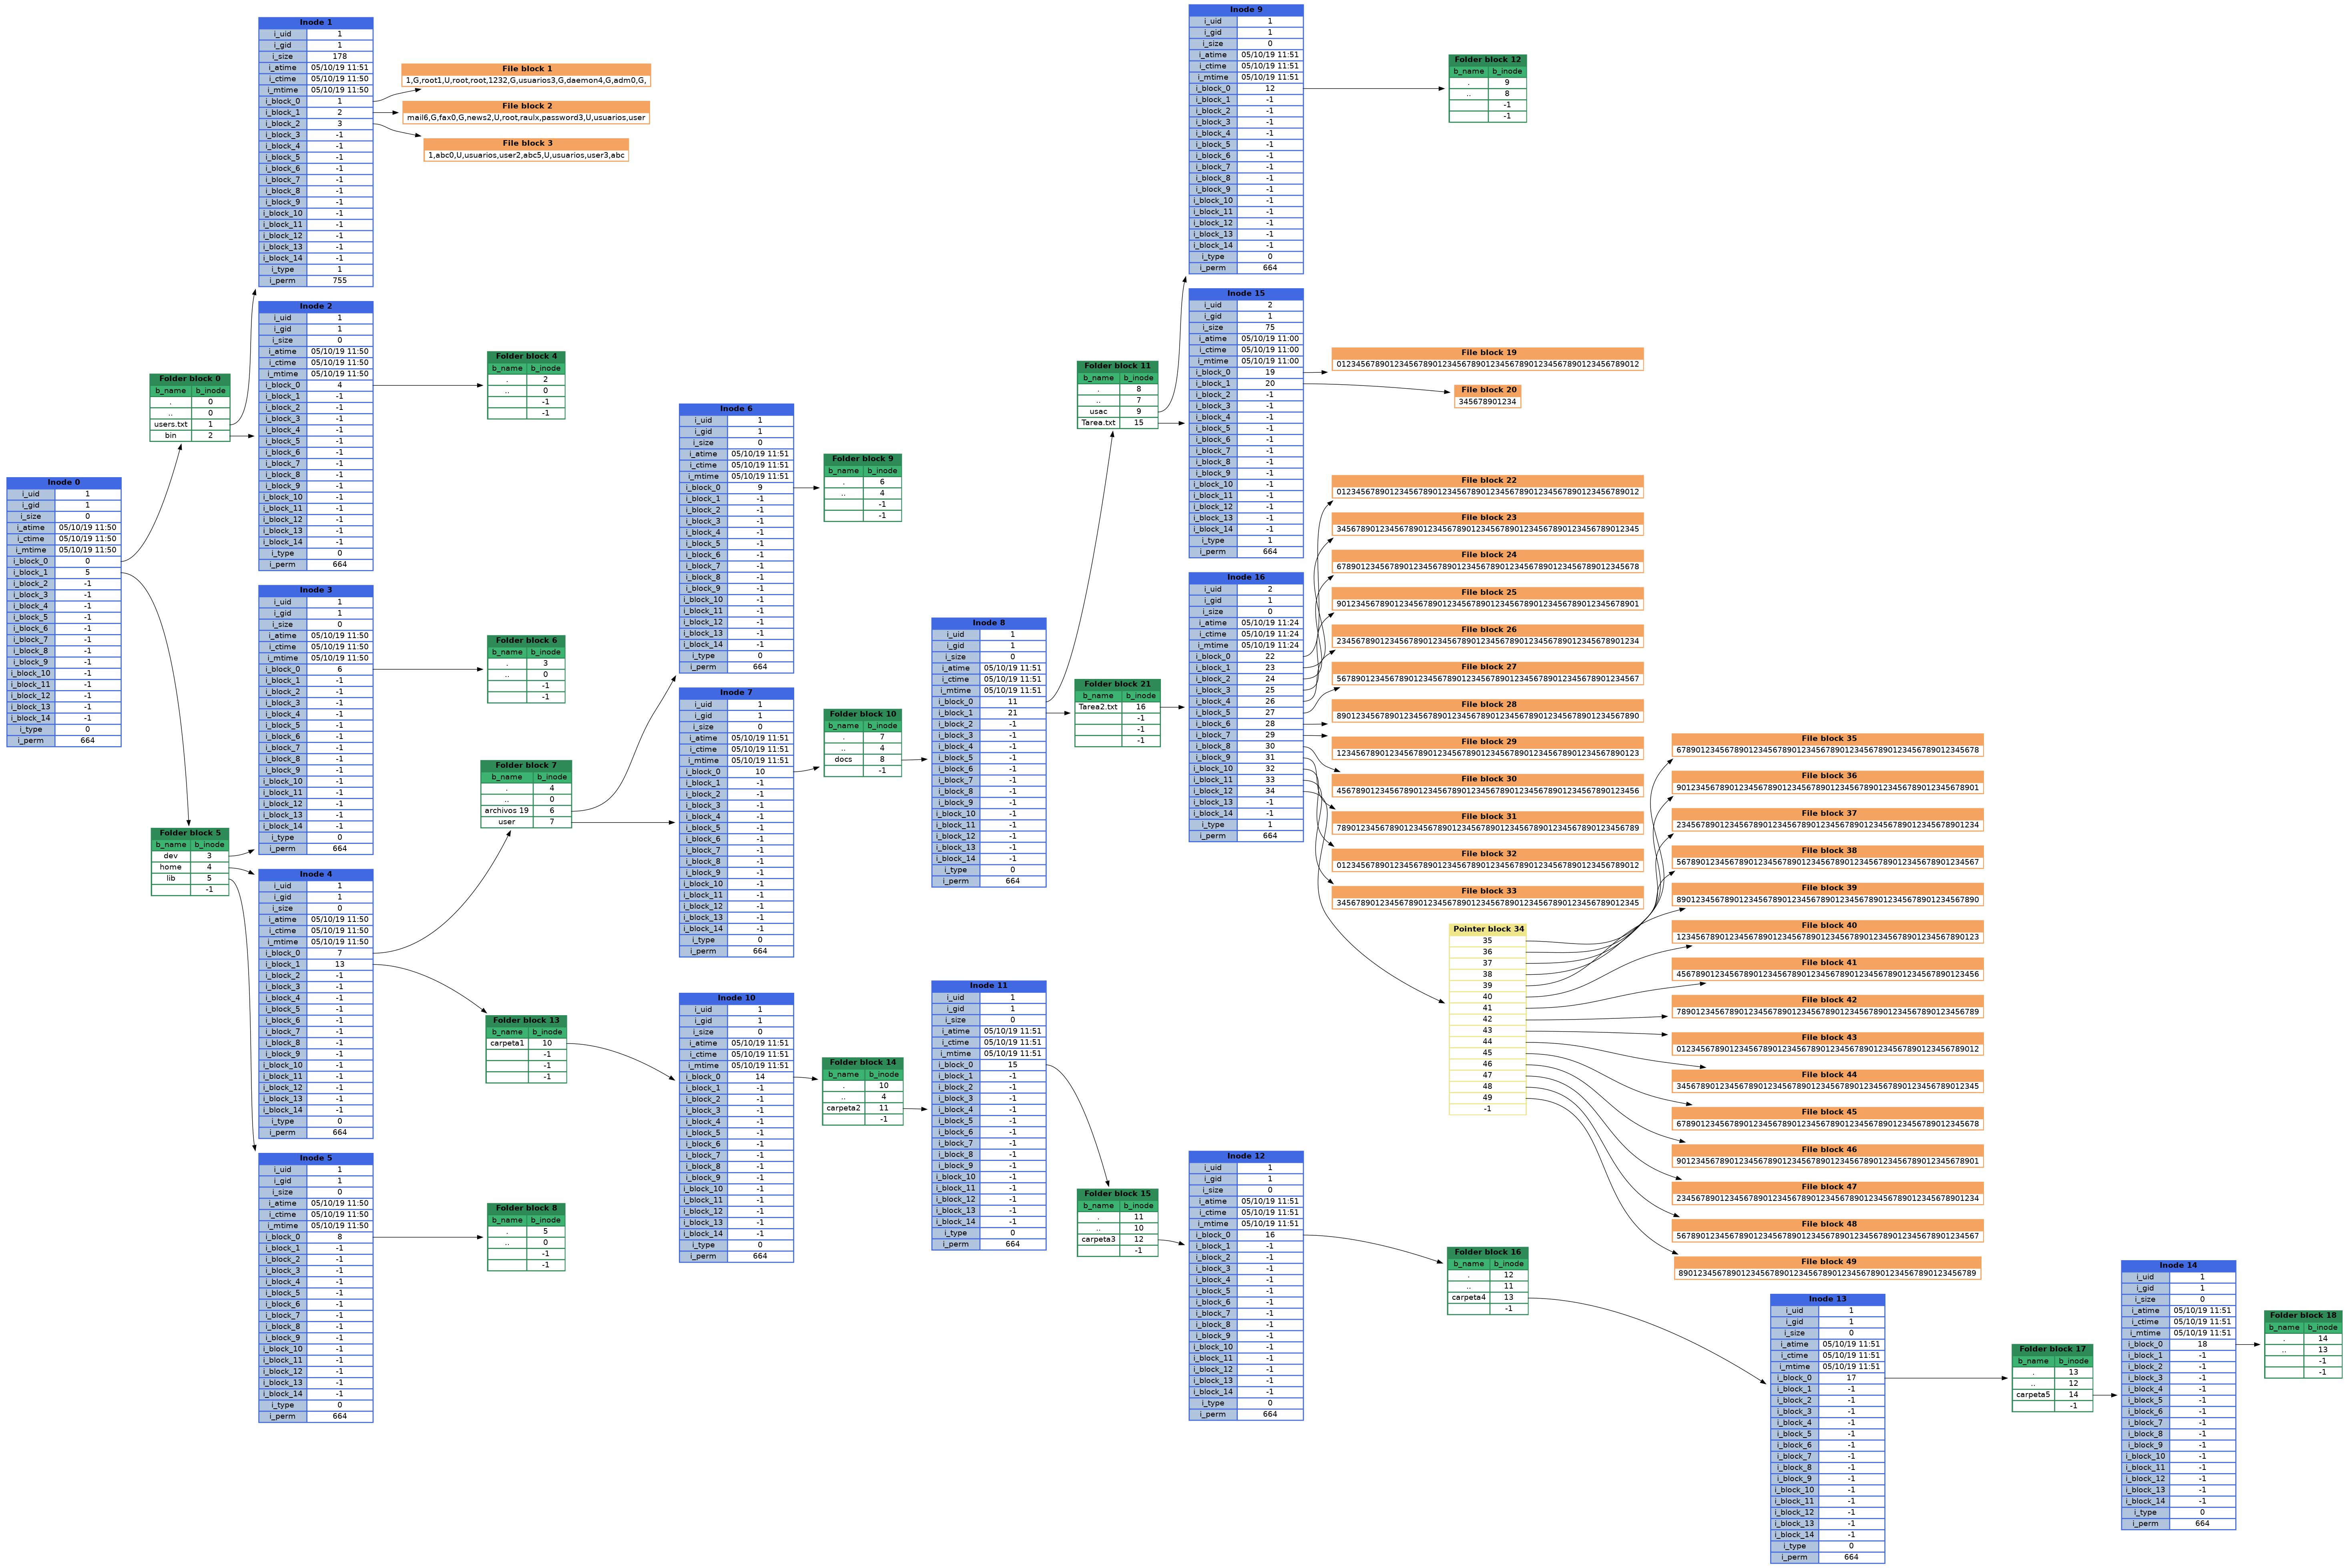 Inode 0
i_uid 1
i_gid 1
i_size 0
i_atime 05/10/19 11:50
i_ctime 05/10/19 11:50
i_mtime 05/10/19 11:50
i_block_0 0
i_block_1 5
i_block_2 -1
i_block_3 -1
i_block_4 -1
i_block_5 -1
i_block_6 -1
i_block_7 -1
i_block_8 -1
i_block_9 -1
i_block_10 -1
i_block_11 -1
i_block_12 -1
i_block_13 -1
i_block_14 -1
i_type 0
i_perm 664
Folder block 0
b_name b_inode
. 0
.. 0
users.txt 1
bin 2
Folder block 5
b_name b_inode
dev 3
home 4
lib 5
-1
Inode 1
i_uid 1
i_gid 1
i_size 178
i_atime 05/10/19 11:51
i_ctime 05/10/19 11:50
i_mtime 05/10/19 11:50
i_block_0 1
i_block_1 2
i_block_2 3
i_block_3 -1
i_block_4 -1
i_block_5 -1
i_block_6 -1
i_block_7 -1
i_block_8 -1
i_block_9 -1
i_block_10 -1
i_block_11 -1
i_block_12 -1
i_block_13 -1
i_block_14 -1
i_type 1
i_perm 755
Inode 2
i_uid 1
i_gid 1
i_size 0
i_atime 05/10/19 11:50
i_ctime 05/10/19 11:50
i_mtime 05/10/19 11:50
i_block_0 4
i_block_1 -1
i_block_2 -1
i_block_3 -1
i_block_4 -1
i_block_5 -1
i_block_6 -1
i_block_7 -1
i_block_8 -1
i_block_9 -1
i_block_10 -1
i_block_11 -1
i_block_12 -1
i_block_13 -1
i_block_14 -1
i_type 0
i_perm 664
Inode 3
i_uid 1
i_gid 1
i_size 0
i_atime 05/10/19 11:50
i_ctime 05/10/19 11:50
i_mtime 05/10/19 11:50
i_block_0 6
i_block_1 -1
i_block_2 -1
i_block_3 -1
i_block_4 -1
i_block_5 -1
i_block_6 -1
i_block_7 -1
i_block_8 -1
i_block_9 -1
i_block_10 -1
i_block_11 -1
i_block_12 -1
i_block_13 -1
i_block_14 -1
i_type 0
i_perm 664
Inode 4
i_uid 1
i_gid 1
i_size 0
i_atime 05/10/19 11:50
i_ctime 05/10/19 11:50
i_mtime 05/10/19 11:50
i_block_0 7
i_block_1 13
i_block_2 -1
i_block_3 -1
i_block_4 -1
i_block_5 -1
i_block_6 -1
i_block_7 -1
i_block_8 -1
i_block_9 -1
i_block_10 -1
i_block_11 -1
i_block_12 -1
i_block_13 -1
i_block_14 -1
i_type 0
i_perm 664
Inode 5
i_uid 1
i_gid 1
i_size 0
i_atime 05/10/19 11:50
i_ctime 05/10/19 11:50
i_mtime 05/10/19 11:50
i_block_0 8
i_block_1 -1
i_block_2 -1
i_block_3 -1
i_block_4 -1
i_block_5 -1
i_block_6 -1
i_block_7 -1
i_block_8 -1
i_block_9 -1
i_block_10 -1
i_block_11 -1
i_block_12 -1
i_block_13 -1
i_block_14 -1
i_type 0
i_perm 664
File block 1
1,G,root1,U,root,root,1232,G,usuarios3,G,daemon4,G,adm0,G,
File block 2
mail6,G,fax0,G,news2,U,root,raulx,password3,U,usuarios,user
File block 3
1,abc0,U,usuarios,user2,abc5,U,usuarios,user3,abc
Folder block 4
b_name b_inode
. 2
.. 0
-1
-1
Folder block 6
b_name b_inode
. 3
.. 0
-1
-1
Folder block 7
b_name b_inode
. 4
.. 0
archivos 19 6
user 7
Folder block 13
b_name b_inode
carpeta1 10
-1
-1
-1
Folder block 8
b_name b_inode
. 5
.. 0
-1
-1
Inode 6
i_uid 1
i_gid 1
i_size 0
i_atime 05/10/19 11:51
i_ctime 05/10/19 11:51
i_mtime 05/10/19 11:51
i_block_0 9
i_block_1 -1
i_block_2 -1
i_block_3 -1
i_block_4 -1
i_block_5 -1
i_block_6 -1
i_block_7 -1
i_block_8 -1
i_block_9 -1
i_block_10 -1
i_block_11 -1
i_block_12 -1
i_block_13 -1
i_block_14 -1
i_type 0
i_perm 664
Inode 7
i_uid 1
i_gid 1
i_size 0
i_atime 05/10/19 11:51
i_ctime 05/10/19 11:51
i_mtime 05/10/19 11:51
i_block_0 10
i_block_1 -1
i_block_2 -1
i_block_3 -1
i_block_4 -1
i_block_5 -1
i_block_6 -1
i_block_7 -1
i_block_8 -1
i_block_9 -1
i_block_10 -1
i_block_11 -1
i_block_12 -1
i_block_13 -1
i_block_14 -1
i_type 0
i_perm 664
Inode 10
i_uid 1
i_gid 1
i_size 0
i_atime 05/10/19 11:51
i_ctime 05/10/19 11:51
i_mtime 05/10/19 11:51
i_block_0 14
i_block_1 -1
i_block_2 -1
i_block_3 -1
i_block_4 -1
i_block_5 -1
i_block_6 -1
i_block_7 -1
i_block_8 -1
i_block_9 -1
i_block_10 -1
i_block_11 -1
i_block_12 -1
i_block_13 -1
i_block_14 -1
i_type 0
i_perm 664
Folder block 9
b_name b_inode
. 6
.. 4
-1
-1
Folder block 10
b_name b_inode
. 7
.. 4
docs 8
-1
Folder block 14
b_name b_inode
. 10
.. 4
carpeta2 11
-1
Inode 8
i_uid 1
i_gid 1
i_size 0
i_atime 05/10/19 11:51
i_ctime 05/10/19 11:51
i_mtime 05/10/19 11:51
i_block_0 11
i_block_1 21
i_block_2 -1
i_block_3 -1
i_block_4 -1
i_block_5 -1
i_block_6 -1
i_block_7 -1
i_block_8 -1
i_block_9 -1
i_block_10 -1
i_block_11 -1
i_block_12 -1
i_block_13 -1
i_block_14 -1
i_type 0
i_perm 664
Inode 11
i_uid 1
i_gid 1
i_size 0
i_atime 05/10/19 11:51
i_ctime 05/10/19 11:51
i_mtime 05/10/19 11:51
i_block_0 15
i_block_1 -1
i_block_2 -1
i_block_3 -1
i_block_4 -1
i_block_5 -1
i_block_6 -1
i_block_7 -1
i_block_8 -1
i_block_9 -1
i_block_10 -1
i_block_11 -1
i_block_12 -1
i_block_13 -1
i_block_14 -1
i_type 0
i_perm 664
Folder block 11
b_name b_inode
. 8
.. 7
usac 9
Tarea.txt 15
Folder block 21
b_name b_inode
Tarea2.txt 16
-1
-1
-1
Folder block 15
b_name b_inode
. 11
.. 10
carpeta3 12
-1
Inode 9
i_uid 1
i_gid 1
i_size 0
i_atime 05/10/19 11:51
i_ctime 05/10/19 11:51
i_mtime 05/10/19 11:51
i_block_0 12
i_block_1 -1
i_block_2 -1
i_block_3 -1
i_block_4 -1
i_block_5 -1
i_block_6 -1
i_block_7 -1
i_block_8 -1
i_block_9 -1
i_block_10 -1
i_block_11 -1
i_block_12 -1
i_block_13 -1
i_block_14 -1
i_type 0
i_perm 664
Inode 15
i_uid 2
i_gid 1
i_size 75
i_atime 05/10/19 11:00
i_ctime 05/10/19 11:00
i_mtime 05/10/19 11:00
i_block_0 19
i_block_1 20
i_block_2 -1
i_block_3 -1
i_block_4 -1
i_block_5 -1
i_block_6 -1
i_block_7 -1
i_block_8 -1
i_block_9 -1
i_block_10 -1
i_block_11 -1
i_block_12 -1
i_block_13 -1
i_block_14 -1
i_type 1
i_perm 664
Inode 16
i_uid 2
i_gid 1
i_size 0
i_atime 05/10/19 11:24
i_ctime 05/10/19 11:24
i_mtime 05/10/19 11:24
i_block_0 22
i_block_1 23
i_block_2 24
i_block_3 25
i_block_4 26
i_block_5 27
i_block_6 28
i_block_7 29
i_block_8 30
i_block_9 31
i_block_10 32
i_block_11 33
i_block_12 34
i_block_13 -1
i_block_14 -1
i_type 1
i_perm 664
Inode 12
i_uid 1
i_gid 1
i_size 0
i_atime 05/10/19 11:51
i_ctime 05/10/19 11:51
i_mtime 05/10/19 11:51
i_block_0 16
i_block_1 -1
i_block_2 -1
i_block_3 -1
i_block_4 -1
i_block_5 -1
i_block_6 -1
i_block_7 -1
i_block_8 -1
i_block_9 -1
i_block_10 -1
i_block_11 -1
i_block_12 -1
i_block_13 -1
i_block_14 -1
i_type 0
i_perm 664
Folder block 12
b_name b_inode
. 9
.. 8
-1
-1
File block 19
012345678901234567890123456789012345678901234567890123456789012
File block 20
345678901234
File block 22
012345678901234567890123456789012345678901234567890123456789012
File block 23
345678901234567890123456789012345678901234567890123456789012345
File block 24
678901234567890123456789012345678901234567890123456789012345678
File block 25
901234567890123456789012345678901234567890123456789012345678901
File block 26
234567890123456789012345678901234567890123456789012345678901234
File block 27
567890123456789012345678901234567890123456789012345678901234567
File block 28
890123456789012345678901234567890123456789012345678901234567890
File block 29
123456789012345678901234567890123456789012345678901234567890123
File block 30
456789012345678901234567890123456789012345678901234567890123456
File block 31
789012345678901234567890123456789012345678901234567890123456789
File block 32
012345678901234567890123456789012345678901234567890123456789012
File block 33
345678901234567890123456789012345678901234567890123456789012345
Pointer block 34
35
36
37
38
39
40
41
42
43
44
45
46
47
48
49
-1
Folder block 16
b_name b_inode
. 12
.. 11
carpeta4 13
-1
File block 35
678901234567890123456789012345678901234567890123456789012345678
File block 36
901234567890123456789012345678901234567890123456789012345678901
File block 37
234567890123456789012345678901234567890123456789012345678901234
File block 38
567890123456789012345678901234567890123456789012345678901234567
File block 39
890123456789012345678901234567890123456789012345678901234567890
File block 40
123456789012345678901234567890123456789012345678901234567890123
File block 41
456789012345678901234567890123456789012345678901234567890123456
File block 42
789012345678901234567890123456789012345678901234567890123456789
File block 43
012345678901234567890123456789012345678901234567890123456789012
File block 44
345678901234567890123456789012345678901234567890123456789012345
File block 45
678901234567890123456789012345678901234567890123456789012345678
File block 46
901234567890123456789012345678901234567890123456789012345678901
File block 47
234567890123456789012345678901234567890123456789012345678901234
File block 48
567890123456789012345678901234567890123456789012345678901234567
File block 49
89012345678901234567890123456789012345678901234567890123456789
Inode 13
i_uid 1
i_gid 1
i_size 0
i_atime 05/10/19 11:51
i_ctime 05/10/19 11:51
i_mtime 05/10/19 11:51
i_block_0 17
i_block_1 -1
i_block_2 -1
i_block_3 -1
i_block_4 -1
i_block_5 -1
i_block_6 -1
i_block_7 -1
i_block_8 -1
i_block_9 -1
i_block_10 -1
i_block_11 -1
i_block_12 -1
i_block_13 -1
i_block_14 -1
i_type 0
i_perm 664
Folder block 17
b_name b_inode
. 13
.. 12
carpeta5 14
-1
Inode 14
i_uid 1
i_gid 1
i_size 0
i_atime 05/10/19 11:51
i_ctime 05/10/19 11:51
i_mtime 05/10/19 11:51
i_block_0 18
i_block_1 -1
i_block_2 -1
i_block_3 -1
i_block_4 -1
i_block_5 -1
i_block_6 -1
i_block_7 -1
i_block_8 -1
i_block_9 -1
i_block_10 -1
i_block_11 -1
i_block_12 -1
i_block_13 -1
i_block_14 -1
i_type 0
i_perm 664
Folder block 18
b_name b_inode
. 14
.. 13
-1
-1